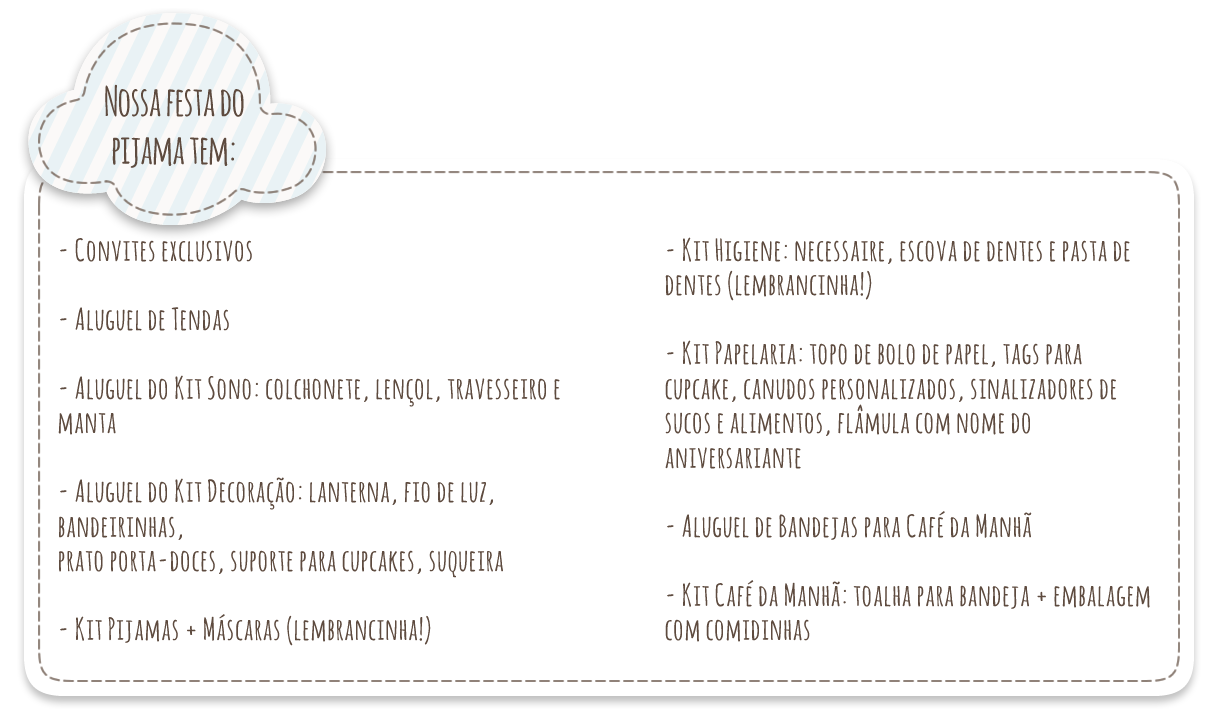 Nossa festa do
pijama tem:
- Convites exclusivos
- Aluguel de Tendas
- Aluguel do Kit Sono: colchonete, lençol, travesseiro e
manta
- Aluguel do Kit Decoração: lanterna, fio de luz,
bandeirinhas,
prato porta-doces, suporte para cupcakes, suqueira
- Kit Pijamas + Máscaras (lembrancinha!)
- Kit Higiene: necessaire, escova de dentes e pasta de
dentes (lembrancinha!)
- Kit Papelaria: topo de bolo de papel, tags para
cupcake, canudos personalizados, sinalizadores de
sucos e alimentos, flâmula com nome do
aniversariante
- Aluguel de Bandejas para Café da Manhã
- Kit Café da Manhã: toalha para bandeja + embalagem
com comidinhas